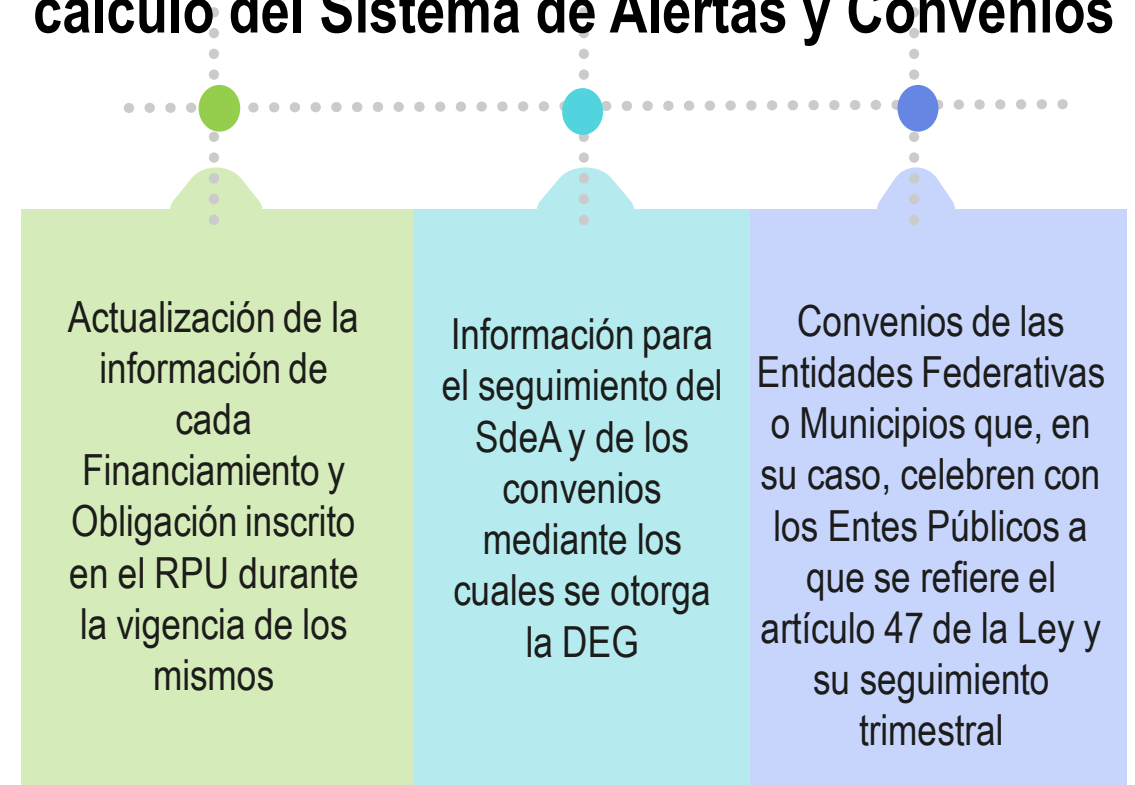 cálculo del Sistema de Alertas y Convenios
Actualización de la
información de
cada
Financiamiento y
Obligación inscrito
en el RPU durante
la vigencia de los
mismos
Información para
el seguimiento del
SdeA y de los
convenios
mediante los
cuales se otorga
la DEG
Convenios de las
Entidades Federativas
o Municipios que, en
su caso, celebren con
los Entes Públicos a
que se refiere el
artículo 47 de la Ley y
su seguimiento
trimestral